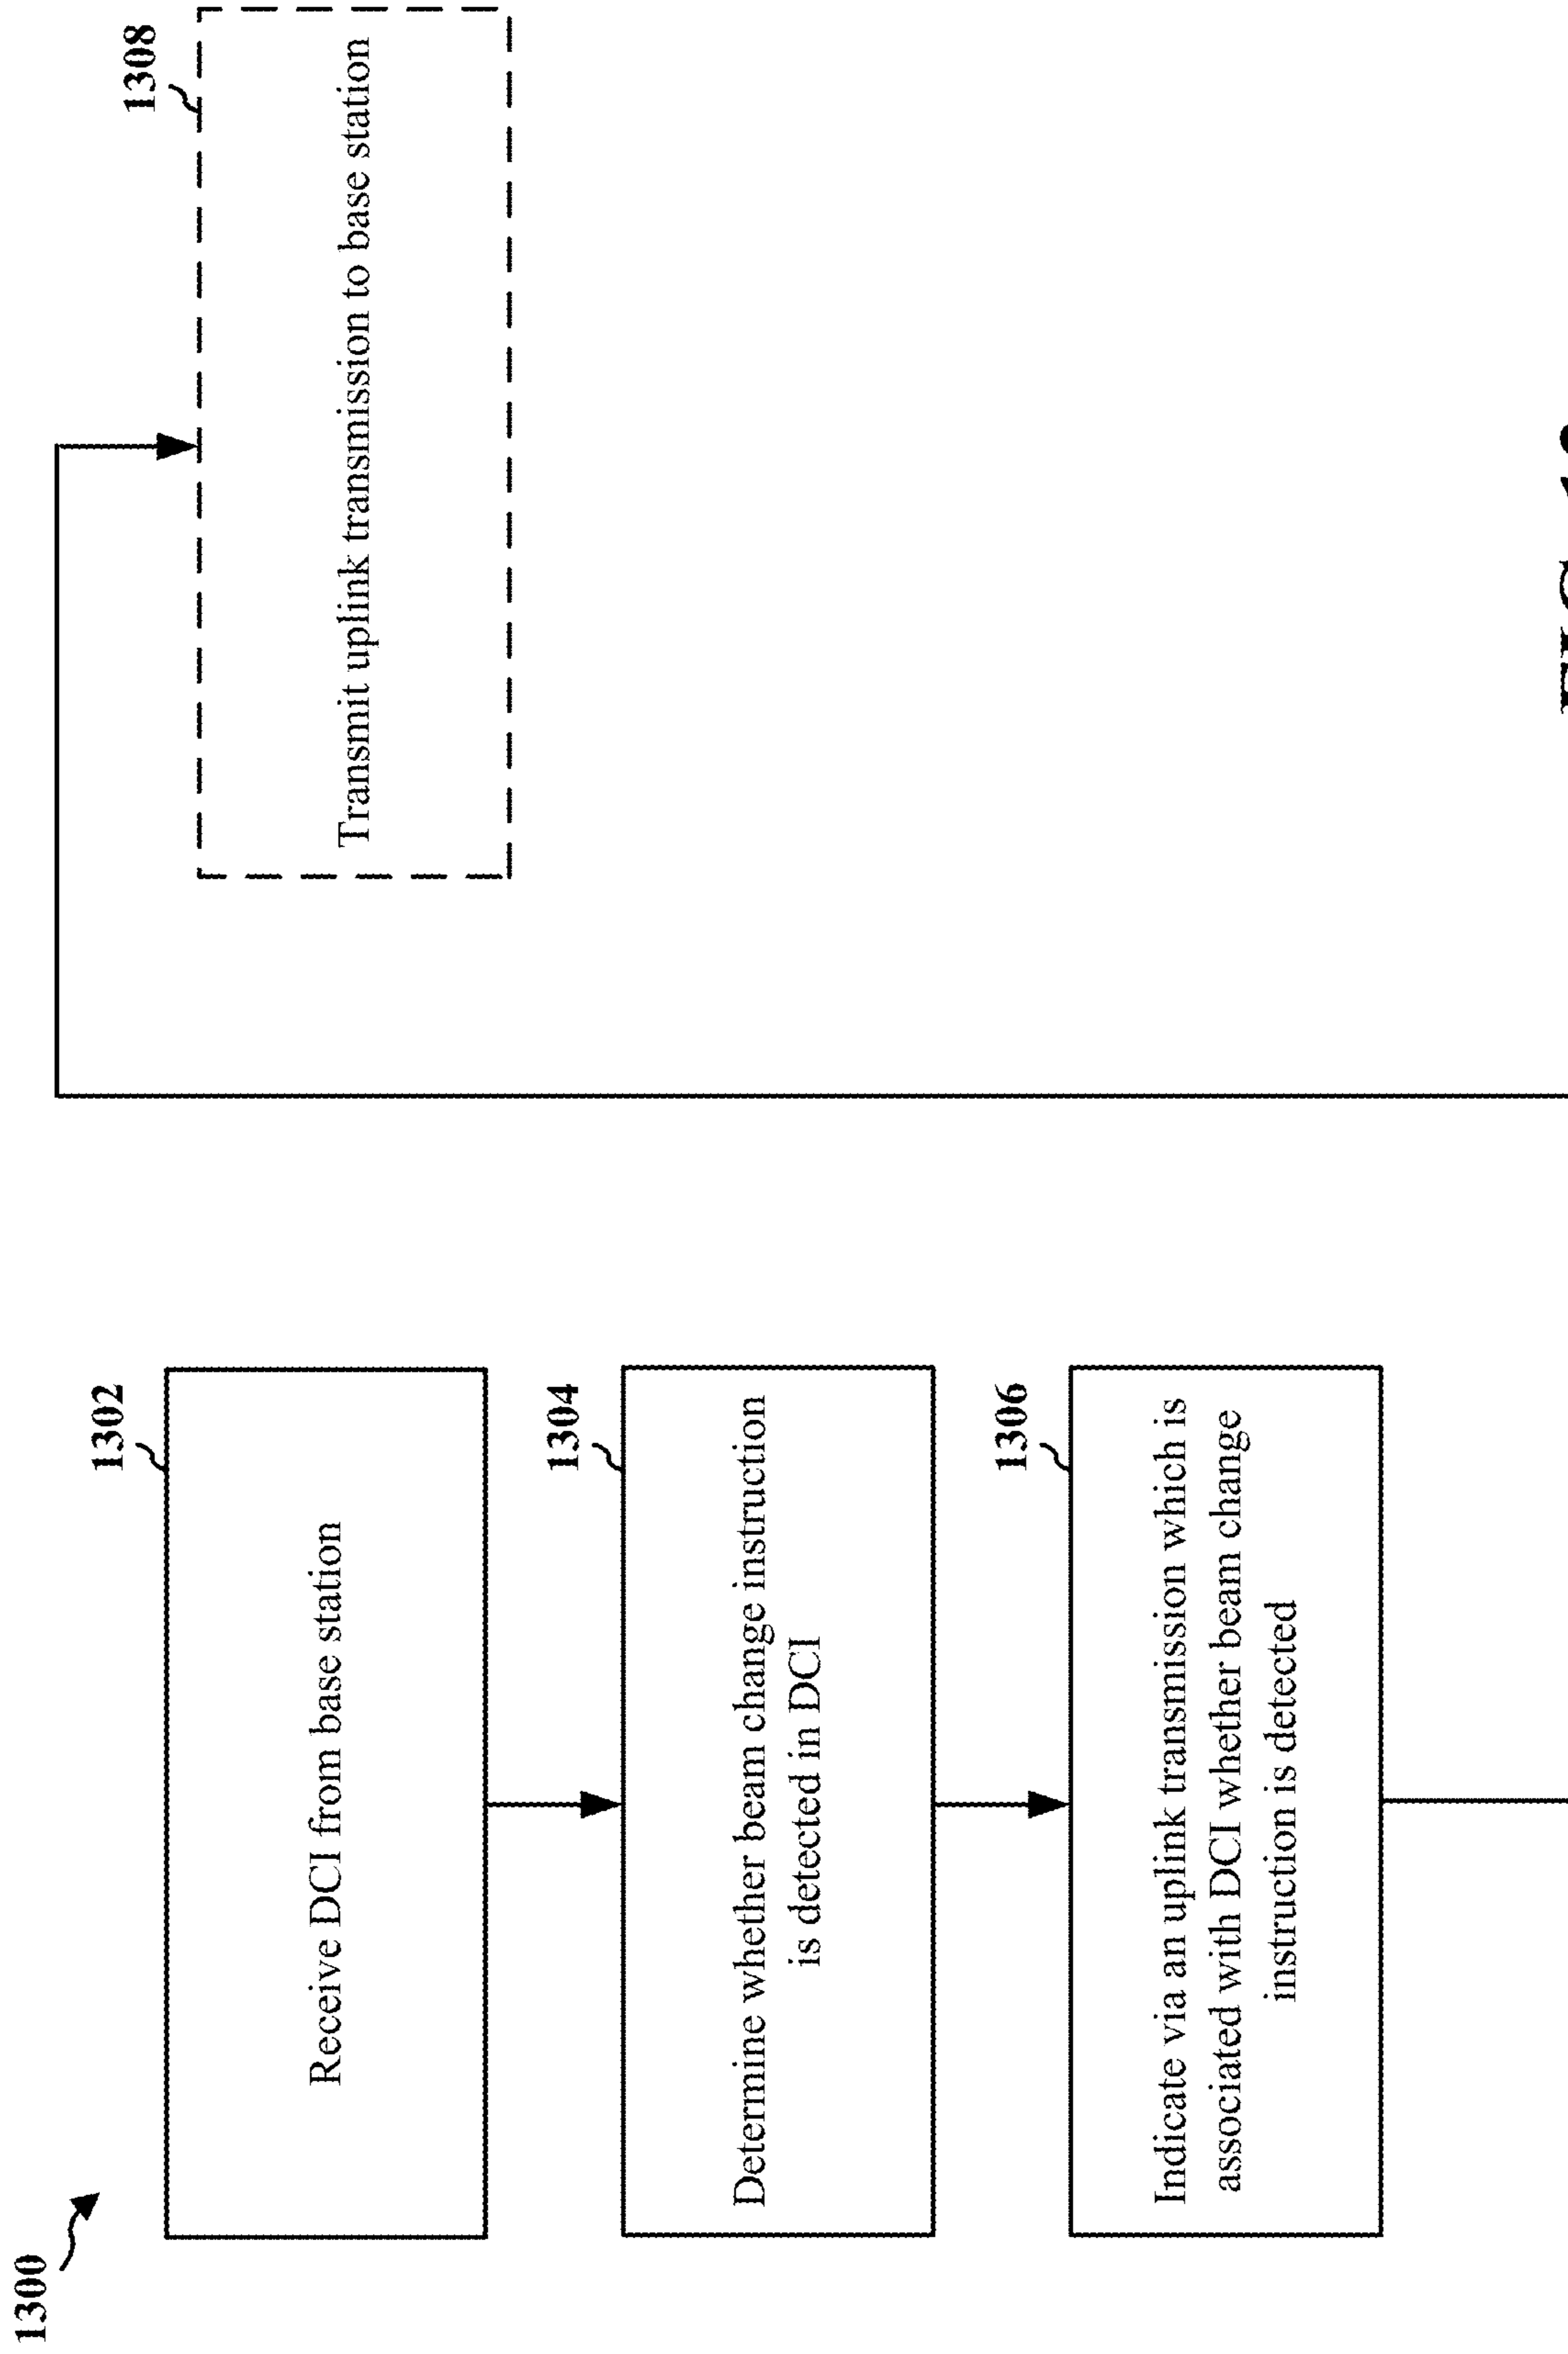 1300
1302
Receive DCI from base station
1304
Determine whether beam change instruction
is detected in DCI
1306
Indicate via an uplink transmission which is
associated with DCI whether beam change
instruction is detected
1308
Transmit uplink transmission to base station